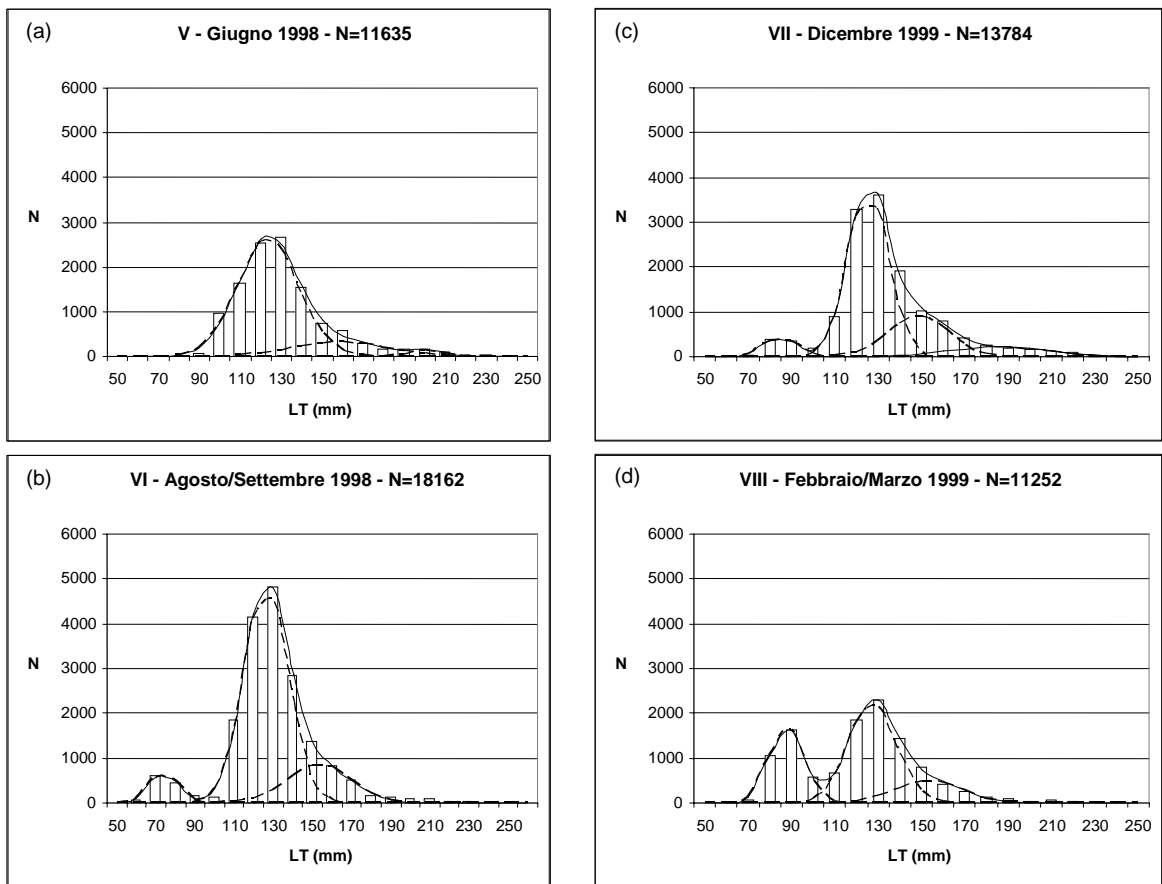 (a)
V - Giugno 1998 - N=11635
6000
5000
4000
3000
2000
1000
0
N
50 70 90 110 130 150 170 190 210 230 250
LT (mm)
(c)
VII - Dicembre 1999 - N=13784
6000
5000
4000
3000
2000
1000
0
N
50 70 90 110 130 150 170 190 210 230 250
LT (mm)
(b)
VI - Agosto/Settembre 1998 - N=18162
6000
5000
4000
3000
2000
1000
0
N
50 70 90 110 130 150 170 190 210 230 250
LT (mm)
(d)
VIII - Febbraio/Marzo 1999 - N=11252
6000
5000
4000
3000
2000
1000
0
N
50 70 90 110 130 150 170 190 210 230 250
LT (mm)